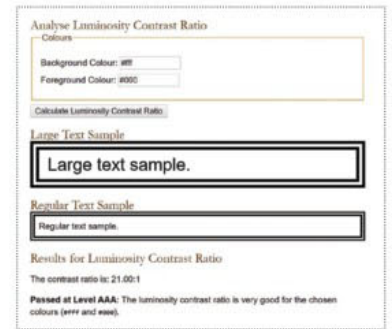 Analyse Luminosity Contrast Ratio
Colours
Background Colour: #fff
Foreground Colour: #000
Calculate Luminosity Contrast Ratio
Large Text Sample
Large text sample.
Regular Text Sample
Regular text sample.
Results for Luminosity Contrast Ratio
The contrast ratio is: 21.00:1
Passed at Level AAA: The luminosity contrast ratio is very good for the chosen
colours (#fff and #000).